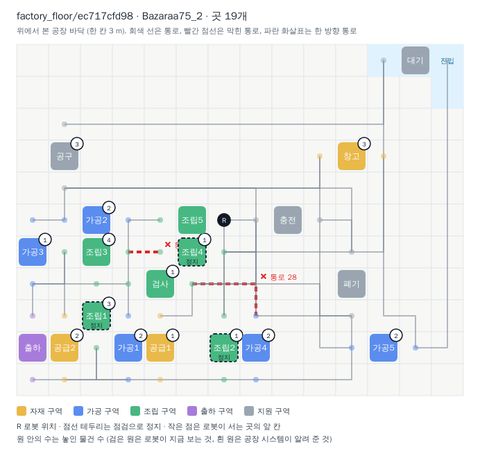 factory_floor/ec717cfd98 · Bazaraa75_2 · 곳 19개
위에서 본 공장 바닥 (한 칸 3 m). 회색 선은 통로, 빨간 점선은 막힌 통로, 파란 화살표는 한 방향 통로
대기
진입
공구 3
창고 3
가공2 2
조립5
R
충전
가공3 1
조립3 4
✖
조립4 1
정지
검사 1
✖ 통로 28
폐기
조립1 3
정지
출하
공급2 2
가공1 2
공급1 1
조립2 1
정지
가공4 2
가공5 2
자재 구역
가공 구역
조립 구역
출하 구역
지원 구역
R 로봇 위치 · 점선 테두리는 점검으로 정지 · 작은 점은 로봇이 서는 곳의 앞 칸
원 안의 수는 놓인 물건 수 (검은 원은 로봇이 지금 보는 것, 흰 원은 공장 시스템이 알려 준 것)